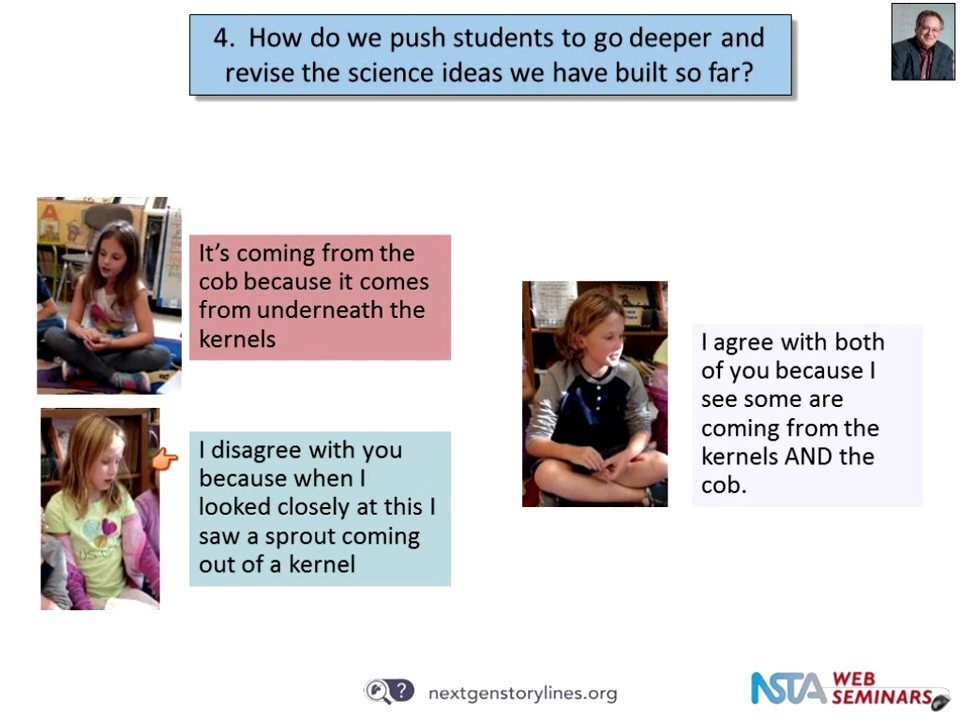 4. How do we push students to go deeper and
revise the science ideas we have built so far?
It's coming from the
cob because it comes
from underneath the
kernels
I disagree with you
because when I
looked closely at this I
saw a sprout coming
out of a kernel
I agree with both
of you because I
see some are
coming from the
kernels AND the
cob.
?
nextgenstorylines.org
NSTA WEB
SEMINARS